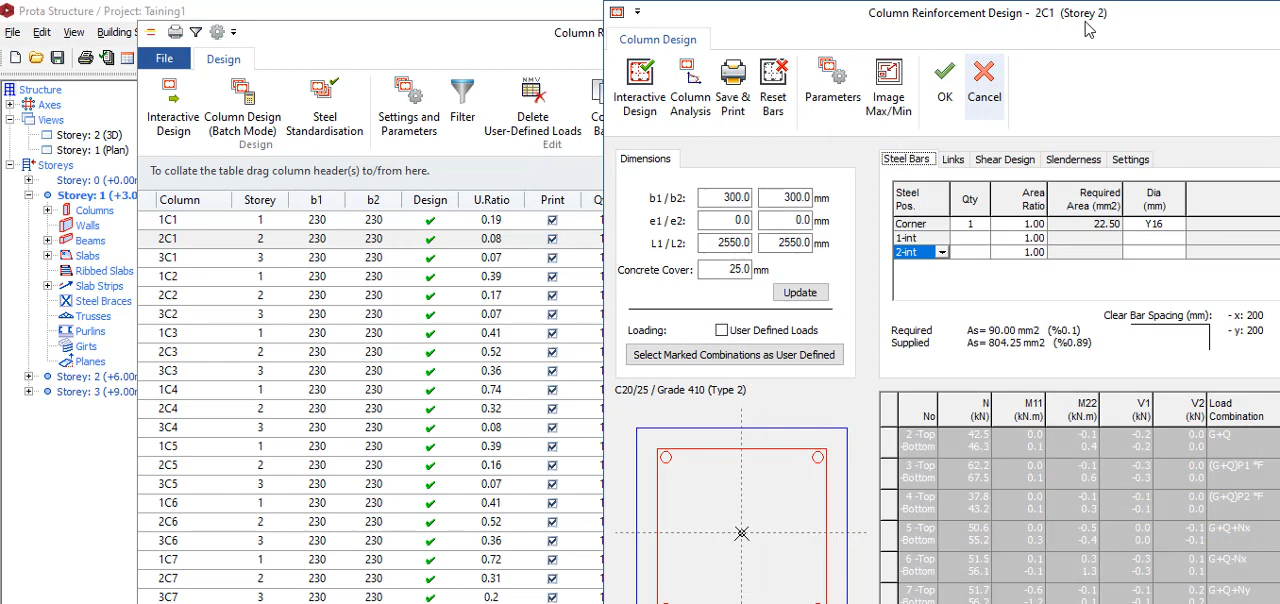 Prota Structure / Project: Taining1
File Edit View Building S
Structure
Axes
Views
Storey: 2 (3D)
Storey: 1 (Plan)
Storeys
Storey: 0 (+0.00m
Storey: 1 (+3.0
Columns
Walls
Beams
Slabs
Ribbed Slabs
Slab Strips
Steel Braces
Trusses
Purlins
Girts
Planes
Storey: 2 (+6.00m
Storey: 3 (+9.00m
Column R
File Design
Interactive Design
Column Design (Batch Mode)
Steel Standardisation
Design
Settings and Parameters
Filter
NMV
Delete User-Defined Loads
Edit
To collate the table drag column header(s) to/from here.
Column Storey b1 b2 Design U.Ratio Print
1C1 1 230 230 0.19
2C1 2 230 230 0.08
3C1 3 230 230 0.07
1C2 1 230 230 0.39
2C2 2 230 230 0.17
3C2 3 230 230 0.07
1C3 1 230 230 0.41
2C3 2 230 230 0.52
3C3 3 230 230 0.36
1C4 1 230 230 0.74
2C4 2 230 230 0.32
3C4 3 230 230 0.08
1C5 1 230 230 0.39
2C5 2 230 230 0.16
3C5 3 230 230 0.07
1C6 1 230 230 0.41
2C6 2 230 230 0.52
3C6 3 230 230 0.36
1C7 1 230 230 0.72
2C7 2 230 230 0.31
3C7 3 230 230 0.2
Column Reinforcement Design - 2C1 (Storey 2)
Column Design
Interactive Design
Column Analysis
Save & Print
Reset Bars
Parameters
Image Max/Min
OK
Cancel
Dimensions
b1/b2: 300.0 300.0 mm
e1/e2: 0.0 0.0 mm
L1/L2: 2550.0 2550.0 mm
Concrete Cover: 25.0 mm
Update
Loading: User Defined Loads
Select Marked Combinations as User Defined
C20/25 / Grade 410 (Type 2)
Steel Bars Links Shear Design Slenderness Settings
Steel Pos. Qty Area Ratio Required Area (mm2) Dia (mm)
Corner 1 1.00 22.50 Y16
1-int 1.00
2-int 1.00
Clear Bar Spacing (mm): - x: 200
- y: 200
Required As= 90.00 mm2 (%0.1)
Supplied As= 804.25 mm2 (%0.89)
No N (kN) M11 (kN.m) M22 (kN.m) V1 (kN) V2 (kN) Load Combination
2 -Top 42.5 0.0 -0.1 -0.2 0.0 G+Q
-Bottom 46.3 0.1 0.4 -0.2 0.0
3 -Top 62.2 0.0 -0.1 -0.3 0.0 (G+Q)P1 *F
-Bottom 67.5 0.1 0.6 -0.3 0.0
4 -Top 37.8 0.0 -0.1 -0.1 0.0 (G+Q)P2 *F
-Bottom 43.2 0.1 0.3 -0.1 0.0
5 -Top 50.6 0.0 -0.5 0.0 -0.1 G+Q+Nx
-Bottom 55.2 0.3 -0.4 0.0 -0.1
6 -Top 51.5 0.1 0.3 -0.3 0.1 G+Q-Nx
-Bottom 56.1 -0.1 1.3 -0.3 0.1
7 -Top 51.7 -0.6 -0.1 -0.1 0.2 G+Q+Ny